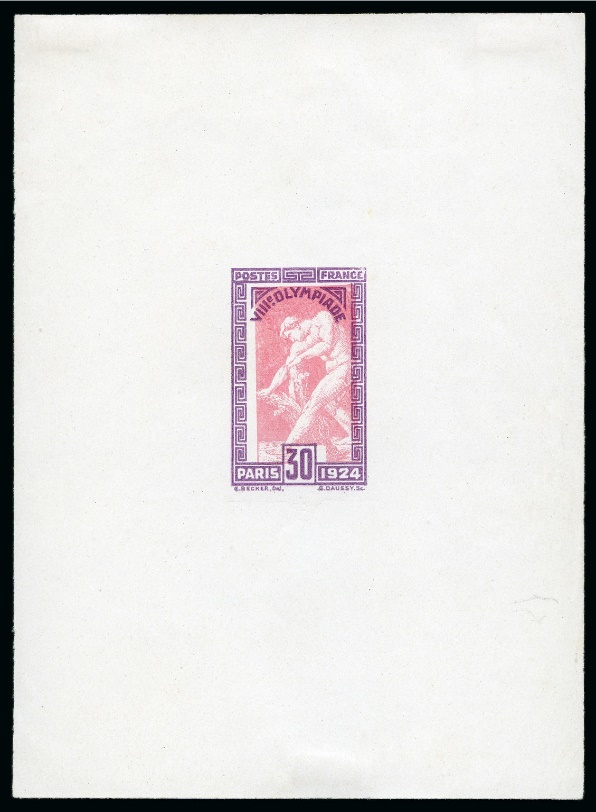 POSTES FRANCE
VIIIe OLYMPIADE
PARIS 30 1924
E. BECKER, Del. G. DAUSSY, Sc.